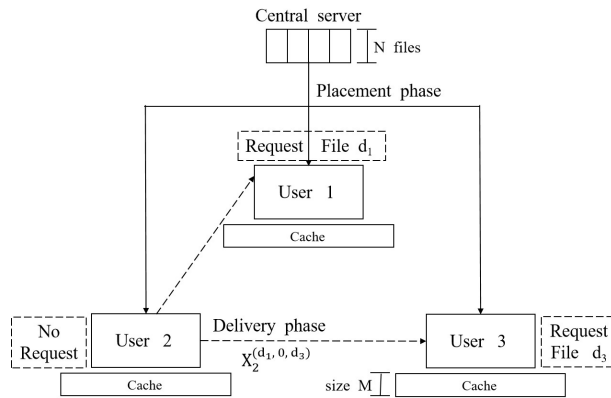 Central server
N files
Placement phase
Request File d₁
User 1
Cache
No
Request
User 2
Cache
Delivery phase
X₂^(d₁, 0, d₃)
User 3
Request
File d₃
size M
Cache